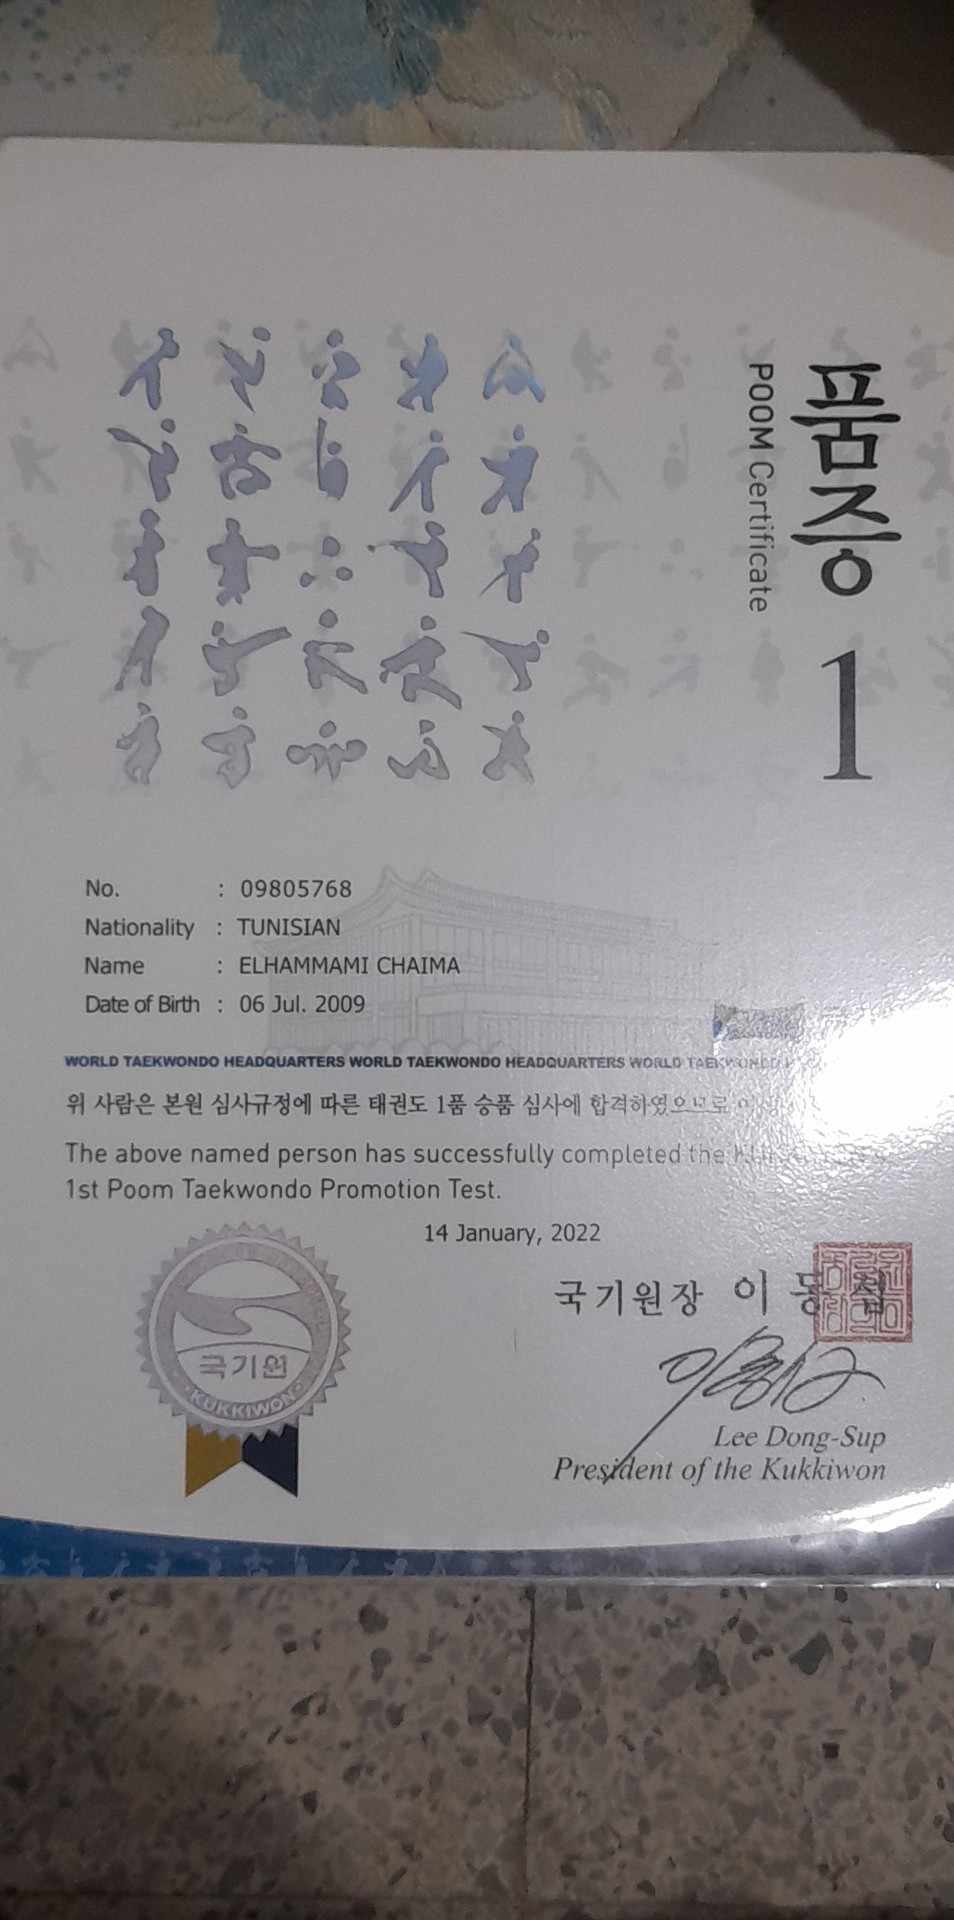 품증
POOM Certificate
1
No. : 09805768
Nationality : TUNISIAN
Name : ELHAMMAMI CHAIMA
Date of Birth : 06 Jul. 2009
WORLD TAEKWONDO HEADQUARTERS WORLD TAEKWONDO HEADQUARTERS WORLD TAEKWONDO
위 사람은 본원 심사규정에 따른 태권도 1품 승품 심사에 합격하였으므로
The above named person has successfully completed the
1st Poom Taekwondo Promotion Test.
14 January, 2022
국기원장 이 동 섭
국기원
KUKKIWON
Lee Dong-Sup
President of the Kukkiwon